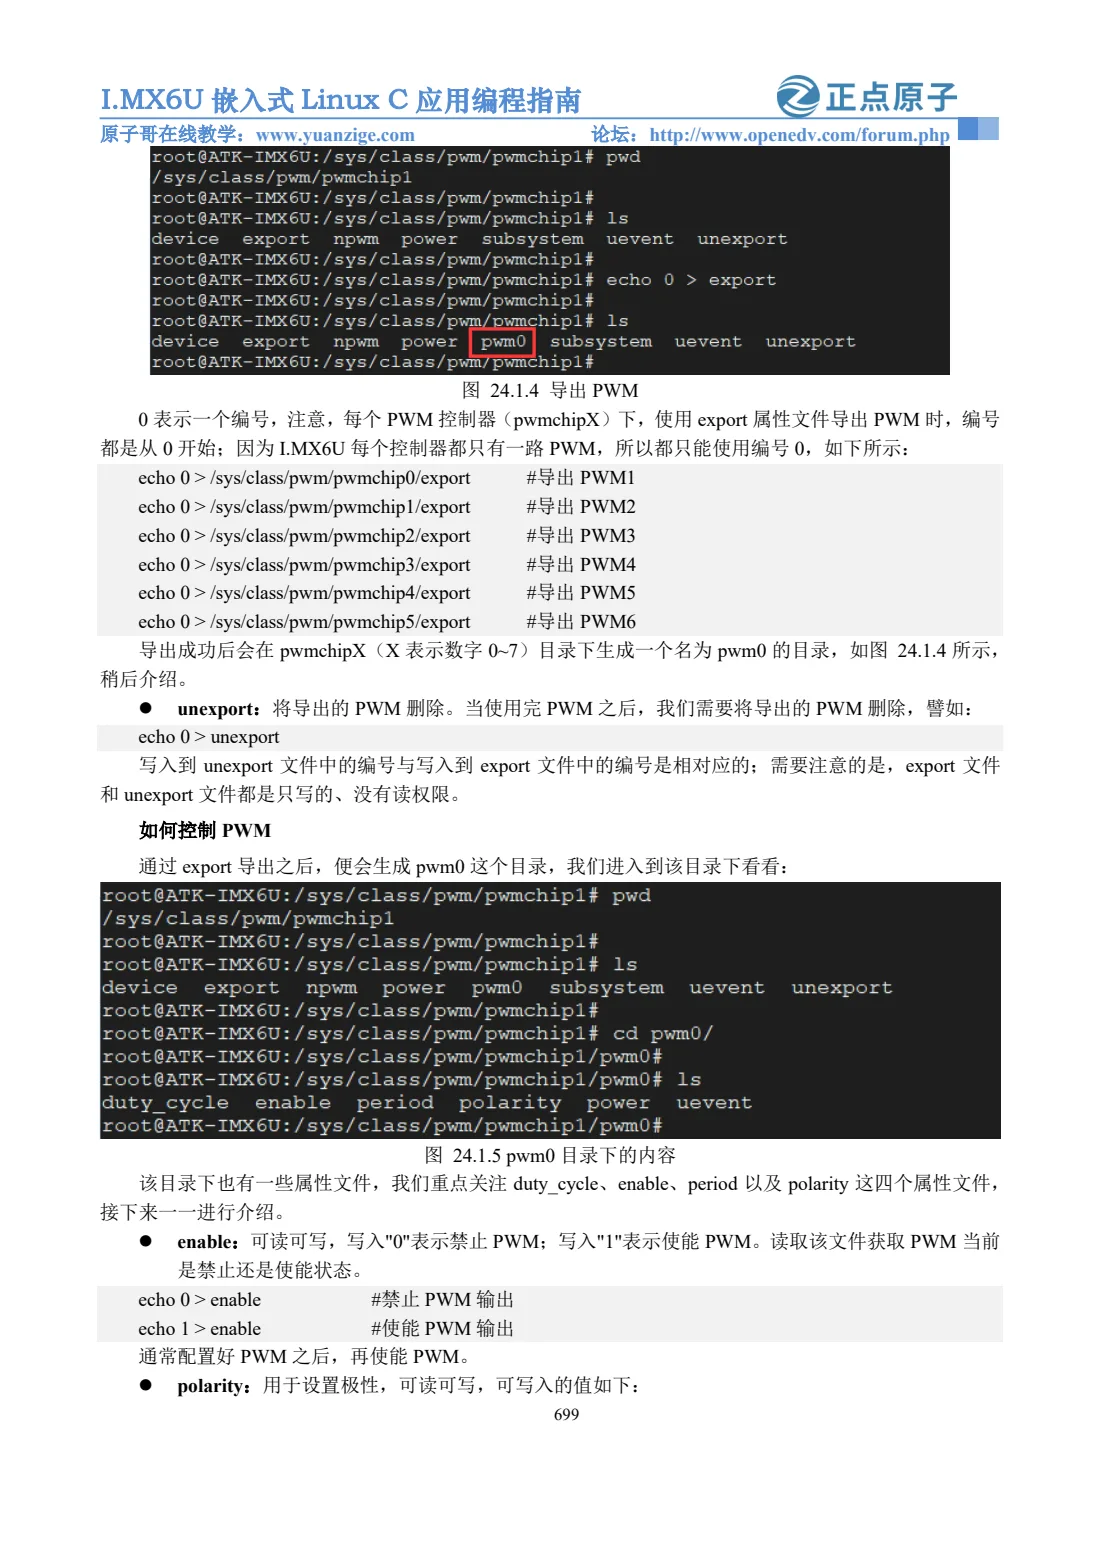 I.MX6U 嵌入式 Linux C 应用编程指南
正点原子
原子哥在线教学：www.yuanzige.com 论坛：http://www.openedv.com/forum.php
root@ATK-IMX6U:/sys/class/pwm/pwmchip1# pwd
/sys/class/pwm/pwmchip1
root@ATK-IMX6U:/sys/class/pwm/pwmchip1#
root@ATK-IMX6U:/sys/class/pwm/pwmchip1# ls
device export npwm power subsystem uevent unexport
root@ATK-IMX6U:/sys/class/pwm/pwmchip1#
root@ATK-IMX6U:/sys/class/pwm/pwmchip1# echo 0 > export
root@ATK-IMX6U:/sys/class/pwm/pwmchip1#
root@ATK-IMX6U:/sys/class/pwm/pwmchip1# ls
device export npwm power pwm0 subsystem uevent unexport
root@ATK-IMX6U:/sys/class/pwm/pwmchip1#
图 24.1.4 导出 PWM
0 表示一个编号，注意，每个 PWM 控制器（pwmchipX）下，使用 export 属性文件导出 PWM 时，编号
都是从 0 开始；因为 I.MX6U 每个控制器都只有一路 PWM，所以都只能使用编号 0，如下所示：
echo 0 > /sys/class/pwm/pwmchip0/export #导出 PWM1
echo 0 > /sys/class/pwm/pwmchip1/export #导出 PWM2
echo 0 > /sys/class/pwm/pwmchip2/export #导出 PWM3
echo 0 > /sys/class/pwm/pwmchip3/export #导出 PWM4
echo 0 > /sys/class/pwm/pwmchip4/export #导出 PWM5
echo 0 > /sys/class/pwm/pwmchip5/export #导出 PWM6
导出成功后会在 pwmchipX（X 表示数字 0~7）目录下生成一个名为 pwm0 的目录，如图 24.1.4 所示，
稍后介绍。
● unexport：将导出的 PWM 删除。当使用完 PWM 之后，我们需要将导出的 PWM 删除，譬如：
echo 0 > unexport
写入到 unexport 文件中的编号与写入到 export 文件中的编号是相对应的；需要注意的是，export 文件
和 unexport 文件都是只写的、没有读权限。
如何控制 PWM
通过 export 导出之后，便会生成 pwm0 这个目录，我们进入到该目录下看看：
root@ATK-IMX6U:/sys/class/pwm/pwmchip1# pwd
/sys/class/pwm/pwmchip1
root@ATK-IMX6U:/sys/class/pwm/pwmchip1#
root@ATK-IMX6U:/sys/class/pwm/pwmchip1# ls
device export npwm power pwm0 subsystem uevent unexport
root@ATK-IMX6U:/sys/class/pwm/pwmchip1#
root@ATK-IMX6U:/sys/class/pwm/pwmchip1# cd pwm0/
root@ATK-IMX6U:/sys/class/pwm/pwmchip1/pwm0#
root@ATK-IMX6U:/sys/class/pwm/pwmchip1/pwm0# ls
duty_cycle enable period polarity power uevent
root@ATK-IMX6U:/sys/class/pwm/pwmchip1/pwm0#
图 24.1.5 pwm0 目录下的内容
该目录下也有一些属性文件，我们重点关注 duty_cycle、enable、period 以及 polarity 这四个属性文件，
接下来一一进行介绍。
● enable：可读可写，写入"0"表示禁止 PWM；写入"1"表示使能 PWM。读取该文件获取 PWM 当前
是禁止还是使能状态。
echo 0 > enable #禁止 PWM 输出
echo 1 > enable #使能 PWM 输出
通常配置好 PWM 之后，再使能 PWM。
● polarity：用于设置极性，可读可写，可写入的值如下：
699